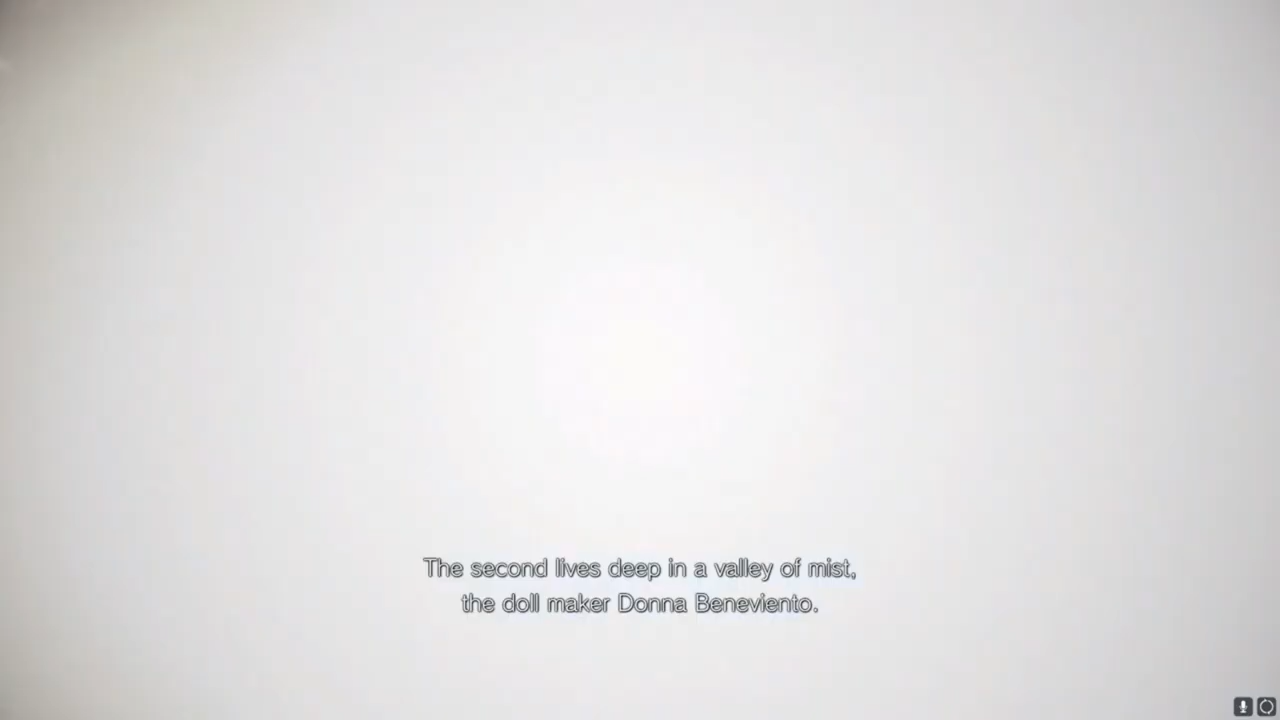 The second lives deep in a valley of mist,
the doll maker Donna Beneviento.